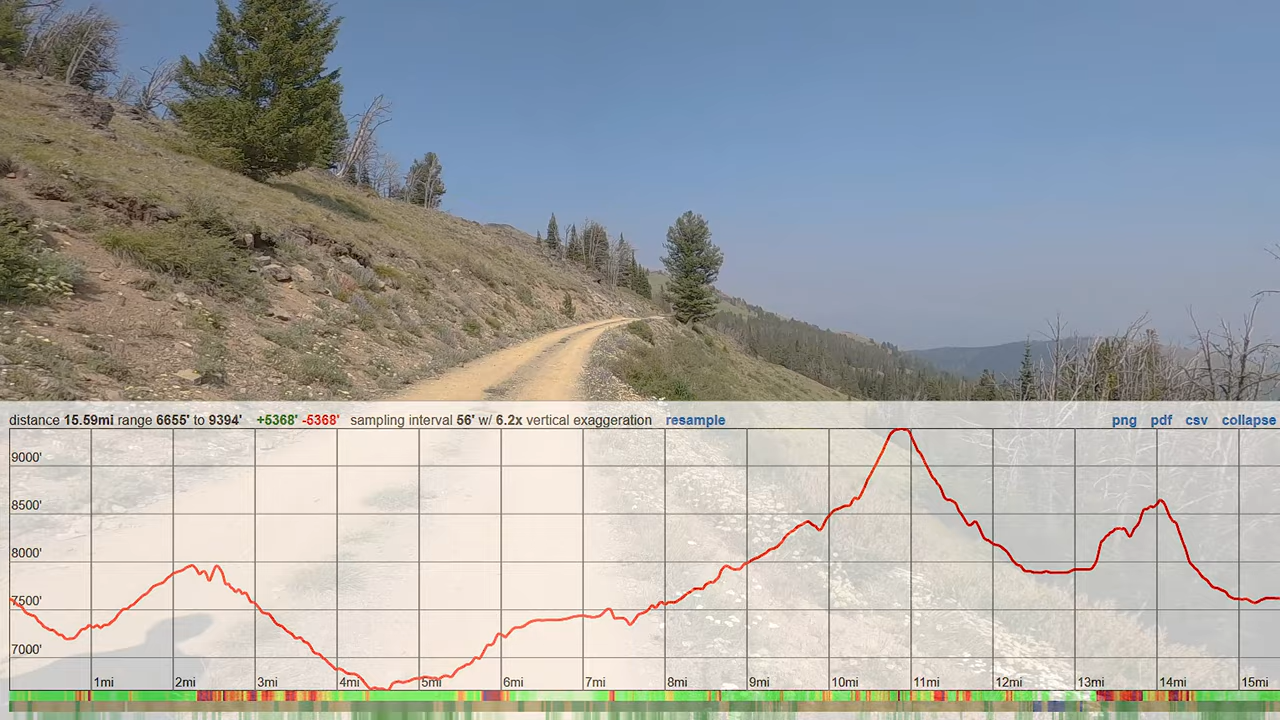 distance 15.59mi range 6655' to 9394' +5368' -5368' sampling interval 56' w/ 6.2x vertical exaggeration resample png pdf csv collapse
9000'
8500'
8000'
7500'
7000'
1mi 2mi 3mi 4mi 5mi 6mi 7mi 8mi 9mi 10mi 11mi 12mi 13mi 14mi 15mi